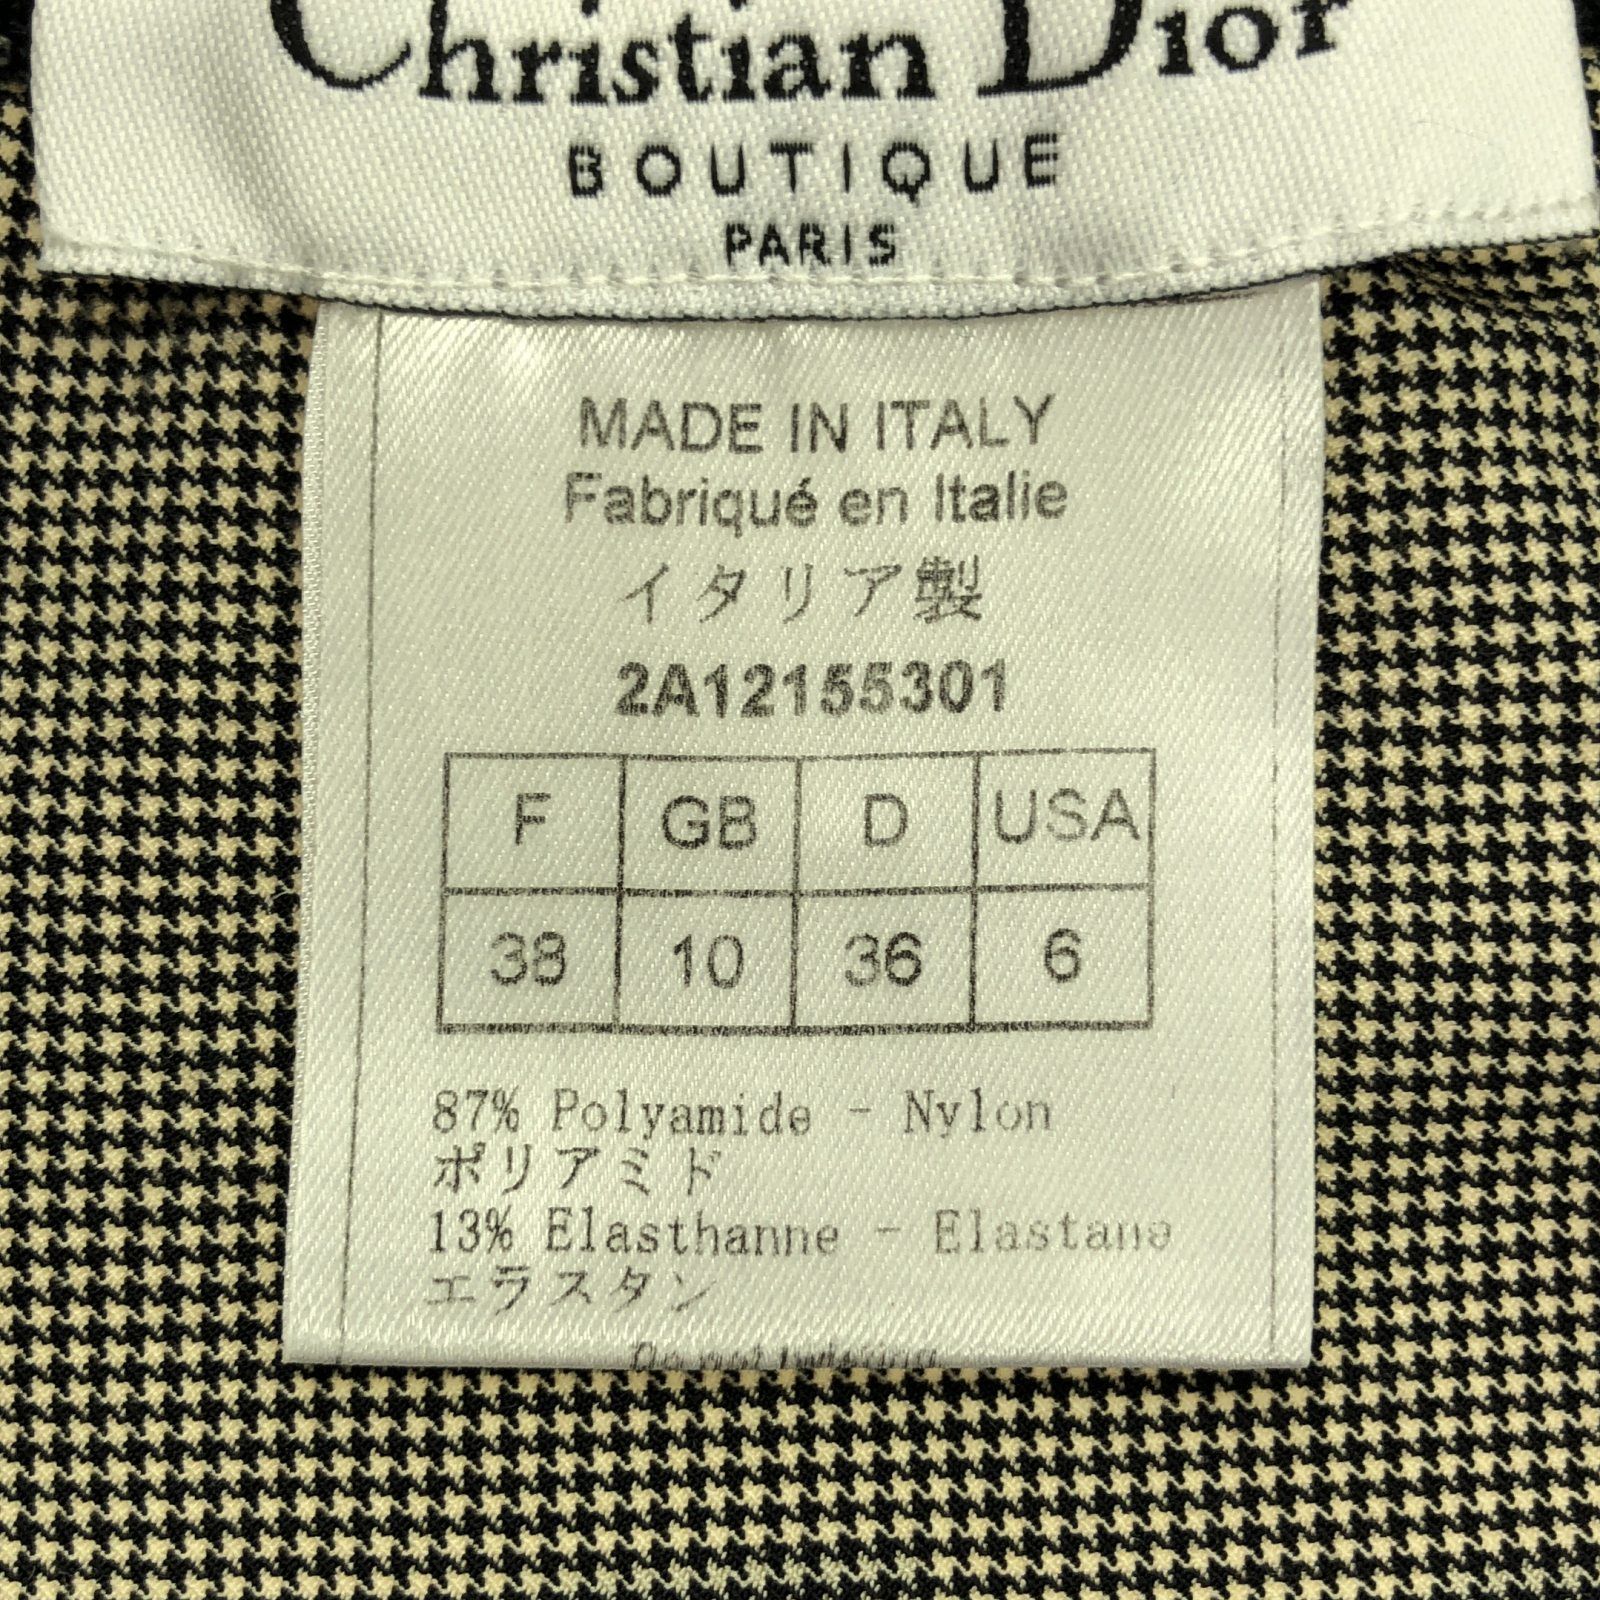 Christian Dior
BOUTIQUE
PARIS
MADE IN ITALY
Fabriqué en Italie
イタリア製
2A12155301
F GB D USA
38 10 36 6
87% Polyamide - Nylon
ポリアミド
13% Elasthanne - Elastane
エラスタン
Do not